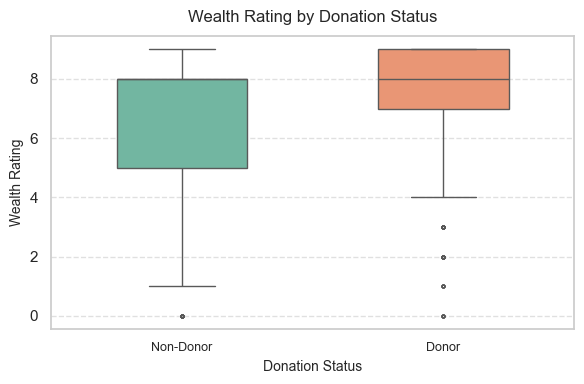 Wealth Rating by Donation Status
Wealth Rating
8
6
4
2
0
Non-Donor
Donor
Donation Status